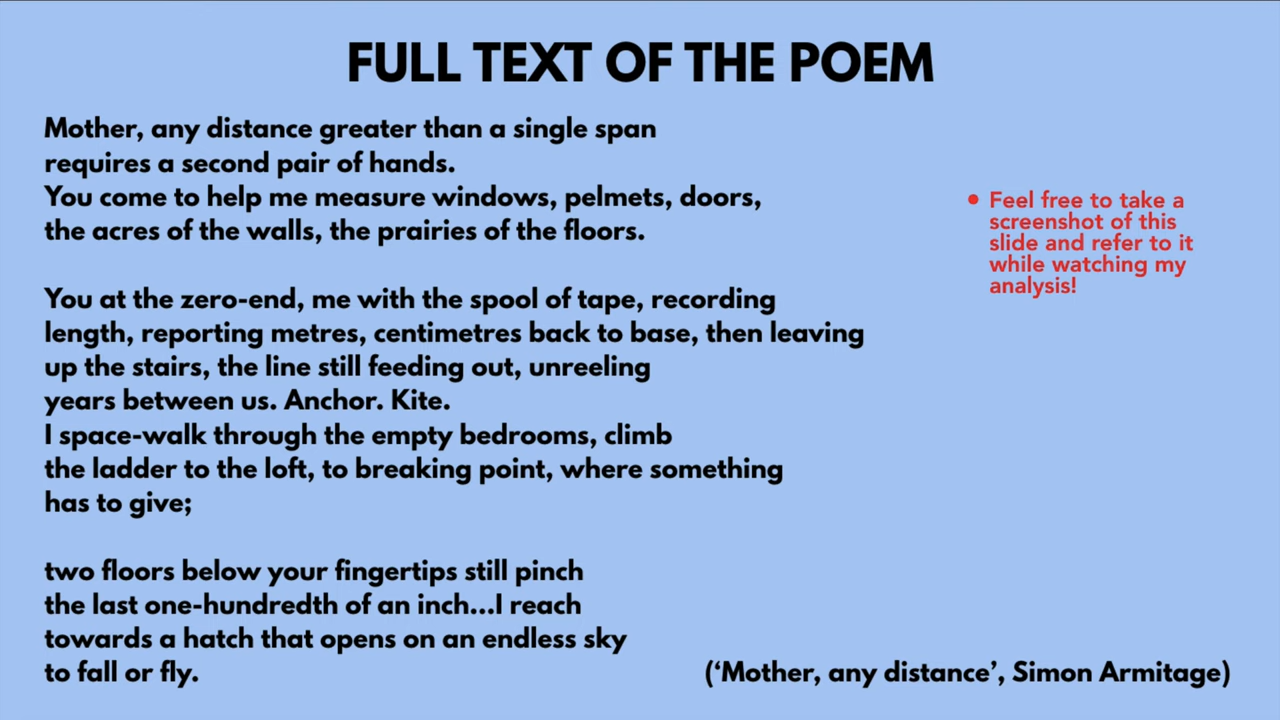 FULL TEXT OF THE POEM
Mother, any distance greater than a single span
requires a second pair of hands.
You come to help me measure windows, pelmets, doors,
the acres of the walls, the prairies of the floors.
You at the zero-end, me with the spool of tape, recording
length, reporting metres, centimetres back to base, then leaving
up the stairs, the line still feeding out, unreeling
years between us. Anchor. Kite.
I space-walk through the empty bedrooms, climb
the ladder to the loft, to breaking point, where something
has to give;
two floors below your fingertips still pinch
the last one-hundredth of an inch...I reach
towards a hatch that opens on an endless sky
to fall or fly.
('Mother, any distance', Simon Armitage)
• Feel free to take a
screenshot of this
slide and refer to it
while watching my
analysis!